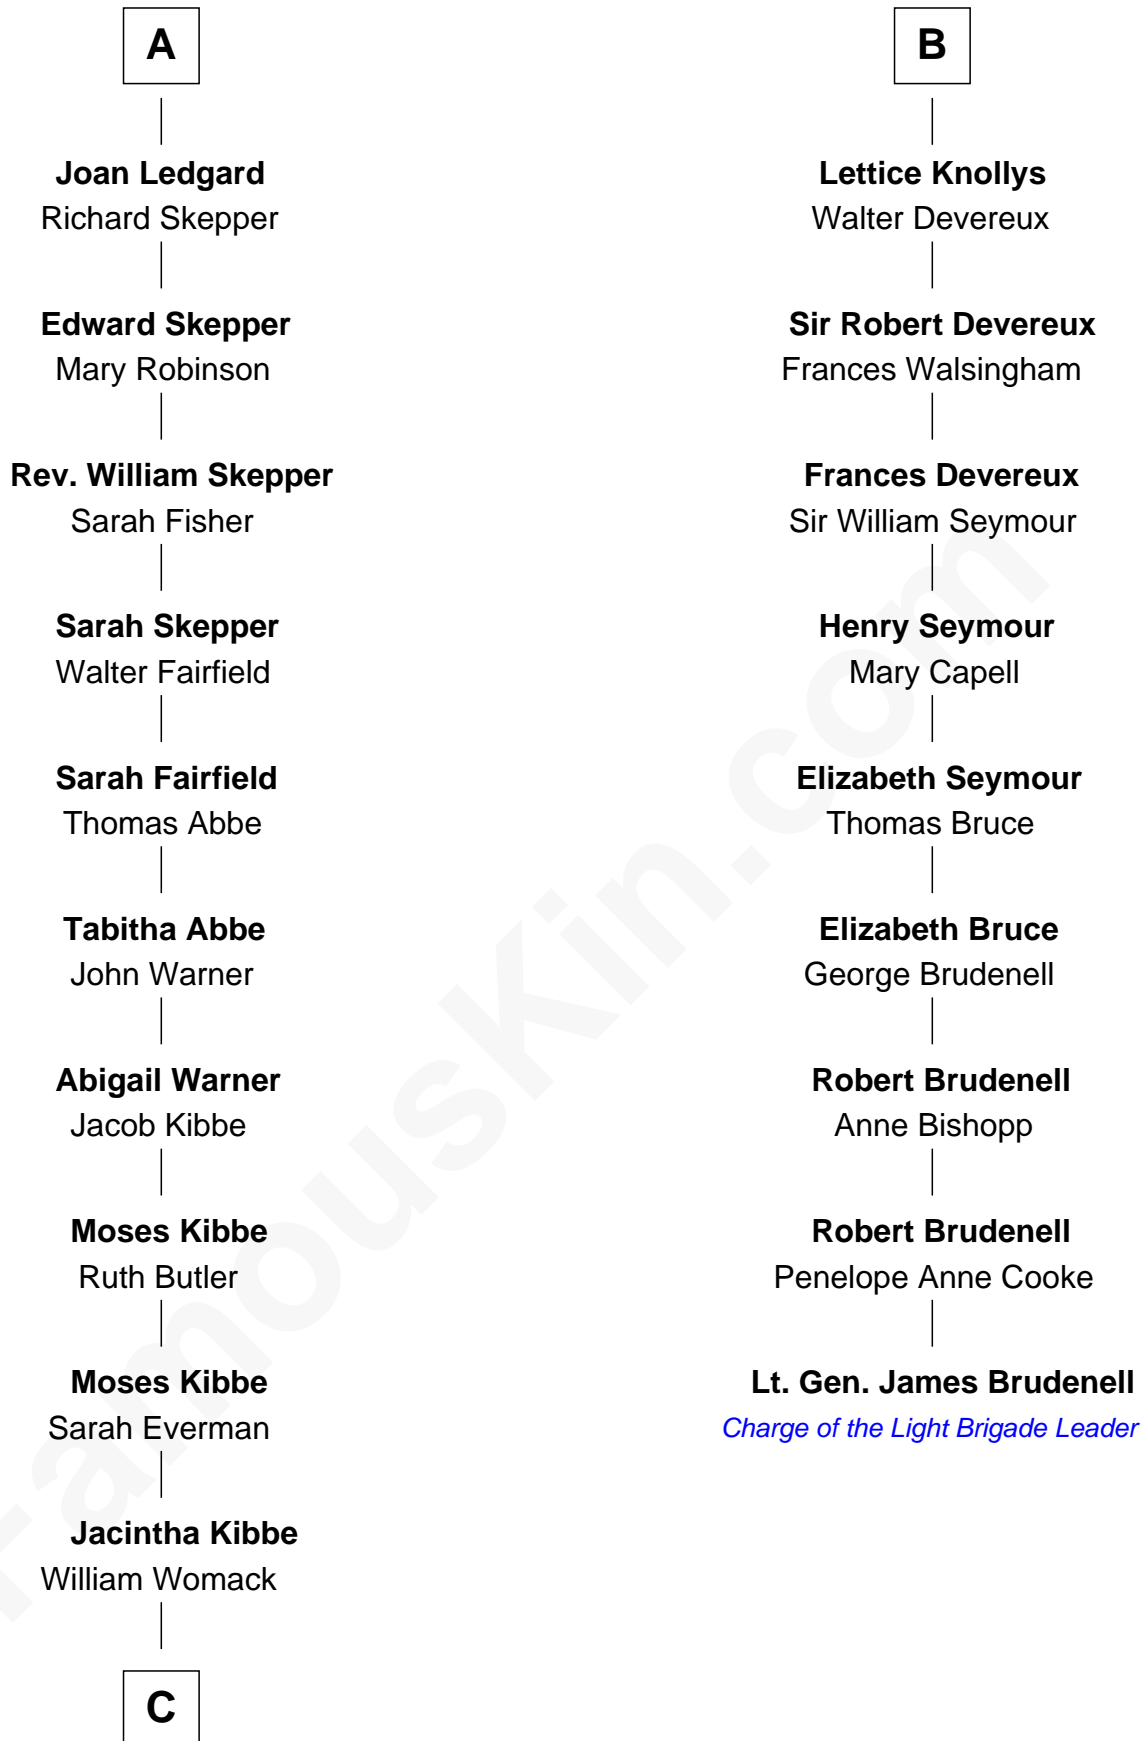 A
Joan Ledgard
Richard Skepper
Edward Skepper
Mary Robinson
Rev. William Skepper
Sarah Fisher
Sarah Skepper
Walter Fairfield
Sarah Fairfield
Thomas Abbe
Tabitha Abbe
John Warner
Abigail Warner
Jacob Kibbe
Moses Kibbe
Ruth Butler
Moses Kibbe
Sarah Everman
Jacintha Kibbe
William Womack
C
B
Lettice Knollys
Walter Devereux
Sir Robert Devereux
Frances Walsingham
Frances Devereux
Sir William Seymour
Henry Seymour
Mary Capell
Elizabeth Seymour
Thomas Bruce
Elizabeth Bruce
George Brudenell
Robert Brudenell
Anne Bishopp
Robert Brudenell
Penelope Anne Cooke
Lt. Gen. James Brudenell
Charge of the Light Brigade Leader
FamousKin.com